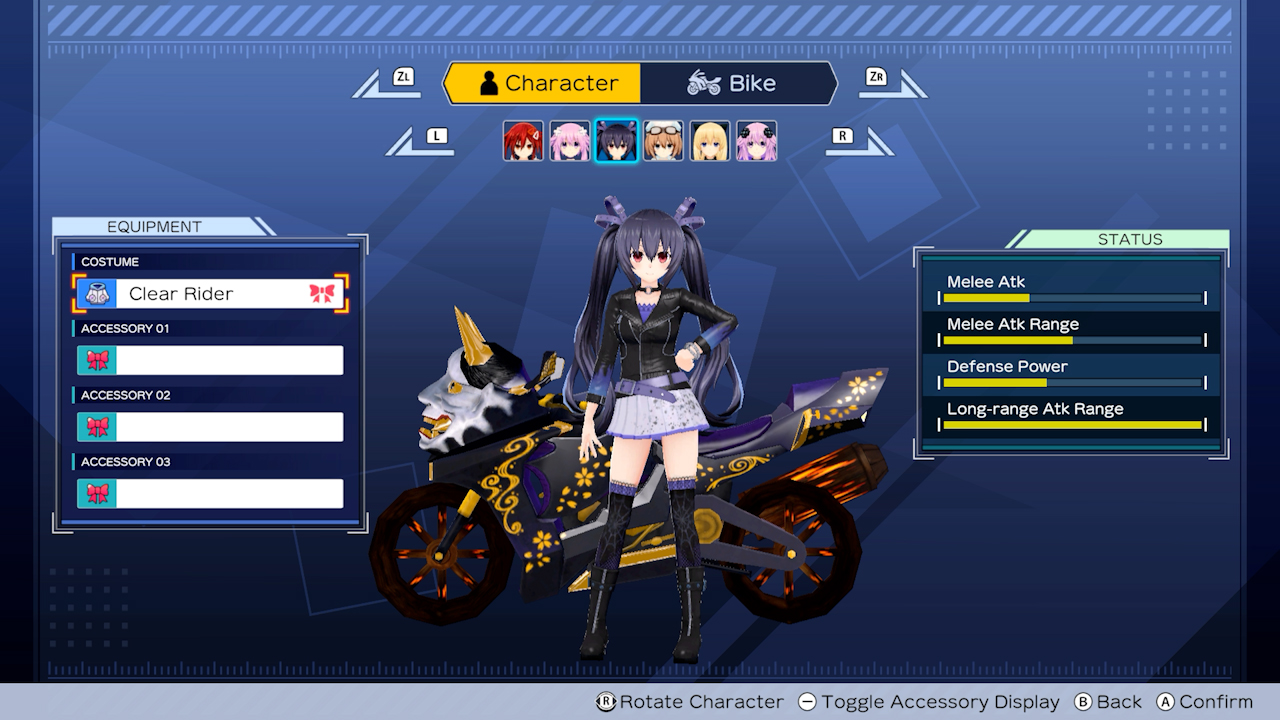 ZL
Character
Bike
ZR
L
R
EQUIPMENT
COSTUME
Clear Rider
ACCESSORY 01
ACCESSORY 02
ACCESSORY 03
STATUS
Melee Atk
Melee Atk Range
Defense Power
Long-range Atk Range
R Rotate Character Toggle Accessory Display B Back A Confirm